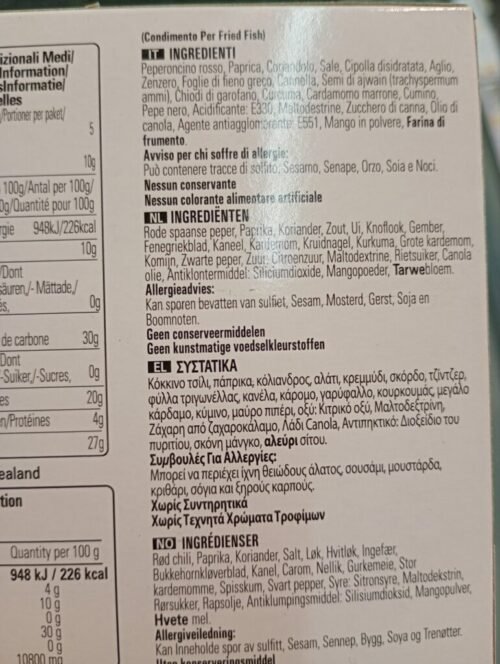 izionali Medi/
Information/
sInformatie/
elles
/Portioner per paket/
5
10g
100g/Antal per 100g/
0g/Quantité pour 100g
rgie 948kJ/226kcal
10g
/Dont
säuren,/- Mättade,/
és, 0g
de carbone 30g
Dont
-Suiker,/-Sucres, 0g
es 20g
n/Protéines 4g
27g
ealand
tion
Quantity per 100 g
948 kJ / 226 kcal
4 g
10 g
0 g
30 g
0 g
10800 mg
(Condimento Per Fried Fish)
IT INGREDIENTI
Peperoncino rosso, Paprica, Coriandolo, Sale, Cipolla disidratata, Aglio,
Zenzero, Foglie di fieno greco, Cannella, Semi di ajwain (trachyspermum
ammi), Chiodi di garofano, Curcuma, Cardamomo marrone, Cumino,
Pepe nero, Acidificante: E330, Maltodestrine, Zucchero di canna, Olio di
canola, Agente antiagglomerante: E551, Mango in polvere, Farina di
frumento.
Avviso per chi soffre di allergie:
Può contenere tracce di solfito, Sesamo, Senape, Orzo, Soia e Noci.
Nessun conservante
Nessun colorante alimentare artificiale
NL INGREDIËNTEN
Rode spaanse peper, Paprika, Koriander, Zout, Ui, Knoflook, Gember,
Fenegriekblad, Kaneel, Kardemom, Kruidnagel, Kurkuma, Grote kardemom,
Komijn, Zwarte peper, Zuur: Citroenzuur, Maltodextrine, Rietsuiker, Canola
olie, Antiklontermiddel: Siliciumdioxide, Mangopoeder, Tarwebloem.
Allergieadvies:
Kan sporen bevatten van sulfiet, Sesam, Mosterd, Gerst, Soja en
Boomnoten.
Geen conserveermiddelen
Geen kunstmatige voedselkleurstoffen
EL ΣΥΣΤΑΤΙΚΑ
Κόκκινο τσίλι, πάπρικα, κόλιανδρος, αλάτι, κρεμμύδι, σκόρδο, τζίντζερ,
φύλλα τριγωνέλλας, κανέλα, κάρομο, γαρύφαλλο, κουρκουμάς, μεγάλο
κάρδαμο, κύμινο, μαύρο πιπέρι, οξύ: Κιτρικό οξύ, Μαλτοδεξτρίνη,
Ζάχαρη από ζαχαροκάλαμο, Λάδι Canola, Αντιπηκτικό: Διοξείδιο του
πυριτίου, σκόνη μάνγκο, αλεύρι σίτου.
Συμβουλές Για Αλλεργίες:
Μπορεί να περιέχει ίχνη θειώδους άλατος, σουσάμι, μουστάρδα,
κριθάρι, σόγια και ξηρούς καρπούς.
Χωρίς Συντηρητικά
Χωρίς Τεχνητά Χρώματα Τροφίμων
NO INGREDIENSER
Rød chili, Paprika, Koriander, Salt, Løk, Hvitløk, Ingefær,
Bukkehornkløverblad, Kanel, Carom, Nellik, Gurkemeie, Stor
kardemomme, Spisskum, Svart pepper, Syre: Sitronsyre, Maltodekstrin,
Rørsukker, Rapsolje, Antiklumpingsmiddel: Silisiumdioksid, Mangopulver,
Hvete mel.
Allergiveiledning:
Kan Inneholde spor av sulfitt, Sesam, Sennep, Bygg, Soya og Trenøtter.
Uten konserveringsmiddel